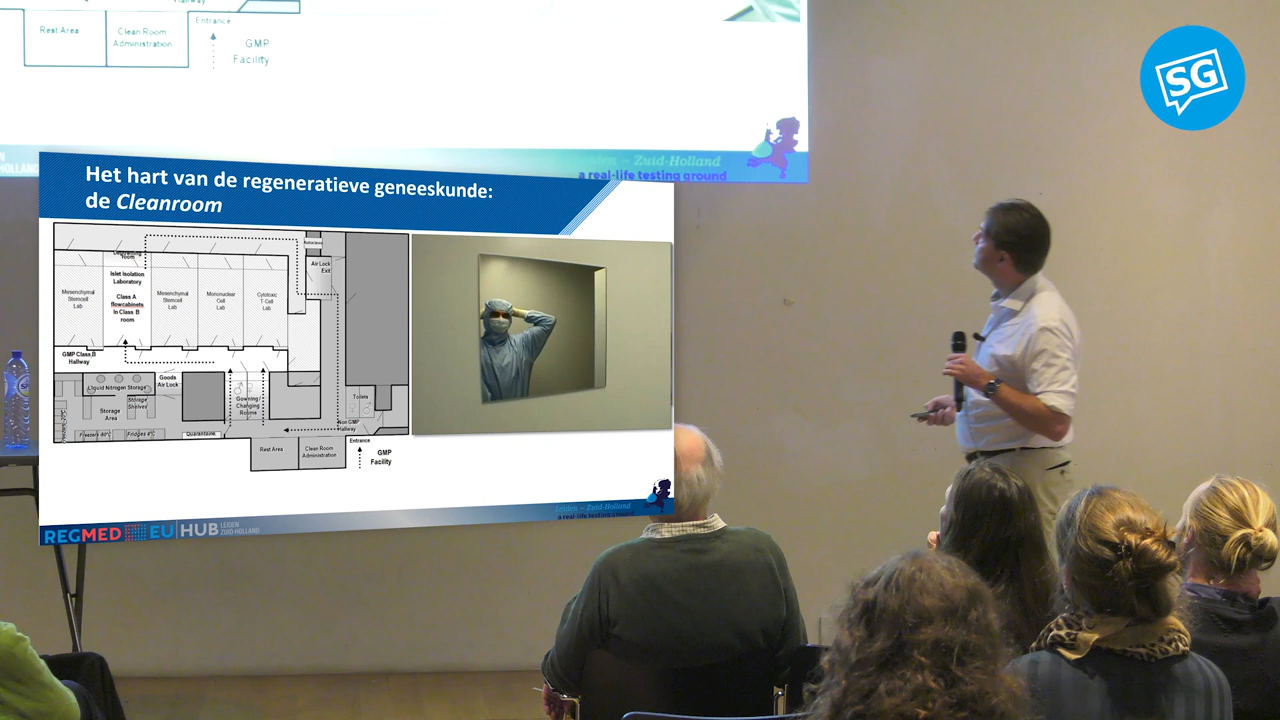 Hallway
Rest Area
Clean Room
Administration
Entrance
GMP
Facility
SG
HOLLAND
Leiden – Zuid-Holland
a real-life testing ground
Het hart van de regeneratieve geneeskunde:
de Cleanroom
Room
Air Lock
Exit
Islet Isolation
Laboratory
Class A
flowcabinets
In Class B
room
Mesenchymal
Stemcell
Lab
Mesenchymal
Stemcell
Lab
Mononuclear
Cell
Lab
Cytotoxic
T-Cell
Lab
GMP Class B
Hallway
Goods
Air Lock
Liquid Nitrogen Storage
Storage
Shelves
Storage
Area
Gowning/
Changing
Rooms
Toilets
Non GMP
Hallway
Freezers -80°C
Fridges 4°C
Quarantaine
Entrance
Rest Area
Clean Room
Administration
GMP
Facility
Leiden – Zuid-Holland
a real-life testing ground
REGMED EU HUB LEIDEN
ZUID HOLLAND